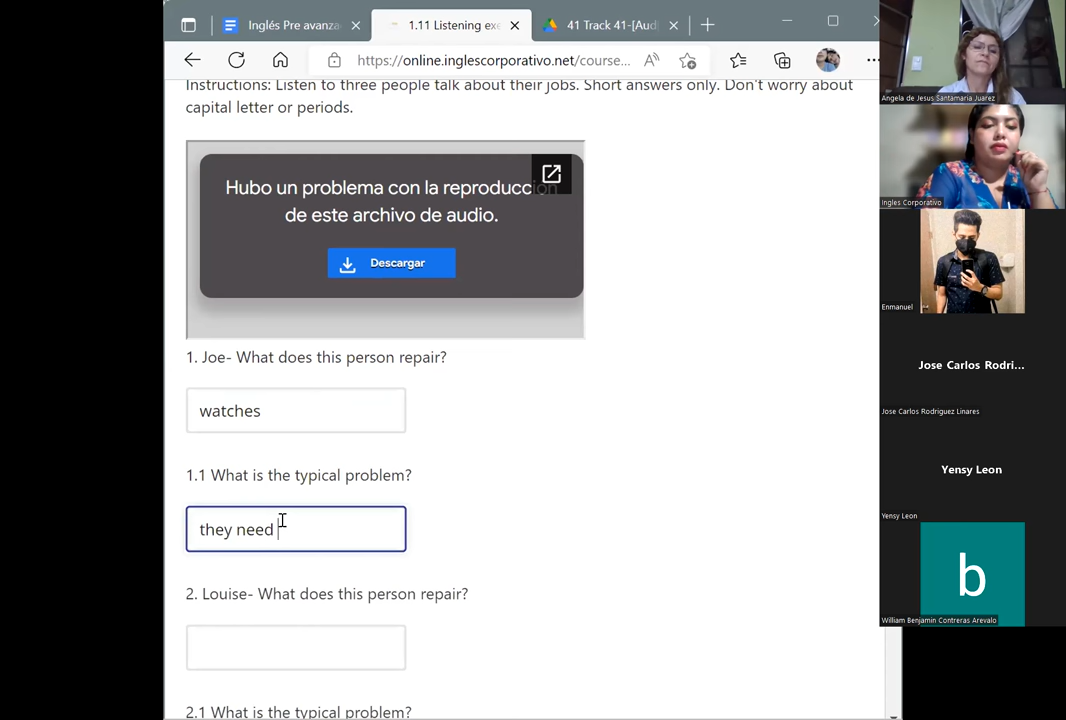 Inglés Pre avanza
1.11 Listening exe
41 Track 41-[Aud
https://online.inglescorporativo.net/course...
Instructions: Listen to three people talk about their jobs. Short answers only. Don't worry about
capital letter or periods.
Hubo un problema con la reproducción
de este archivo de audio.
Descargar
1. Joe- What does this person repair?
watches
1.1 What is the typical problem?
they need
2. Louise- What does this person repair?
2.1 What is the typical problem?
Angela de Jesus Santamaria Juarez
Ingles Corporativo
Enmanuel
Jose Carlos Rodri...
Jose Carlos Rodriguez Linares
Yensy Leon
Yensy Leon
b
William Benjamin Contreras Arevalo